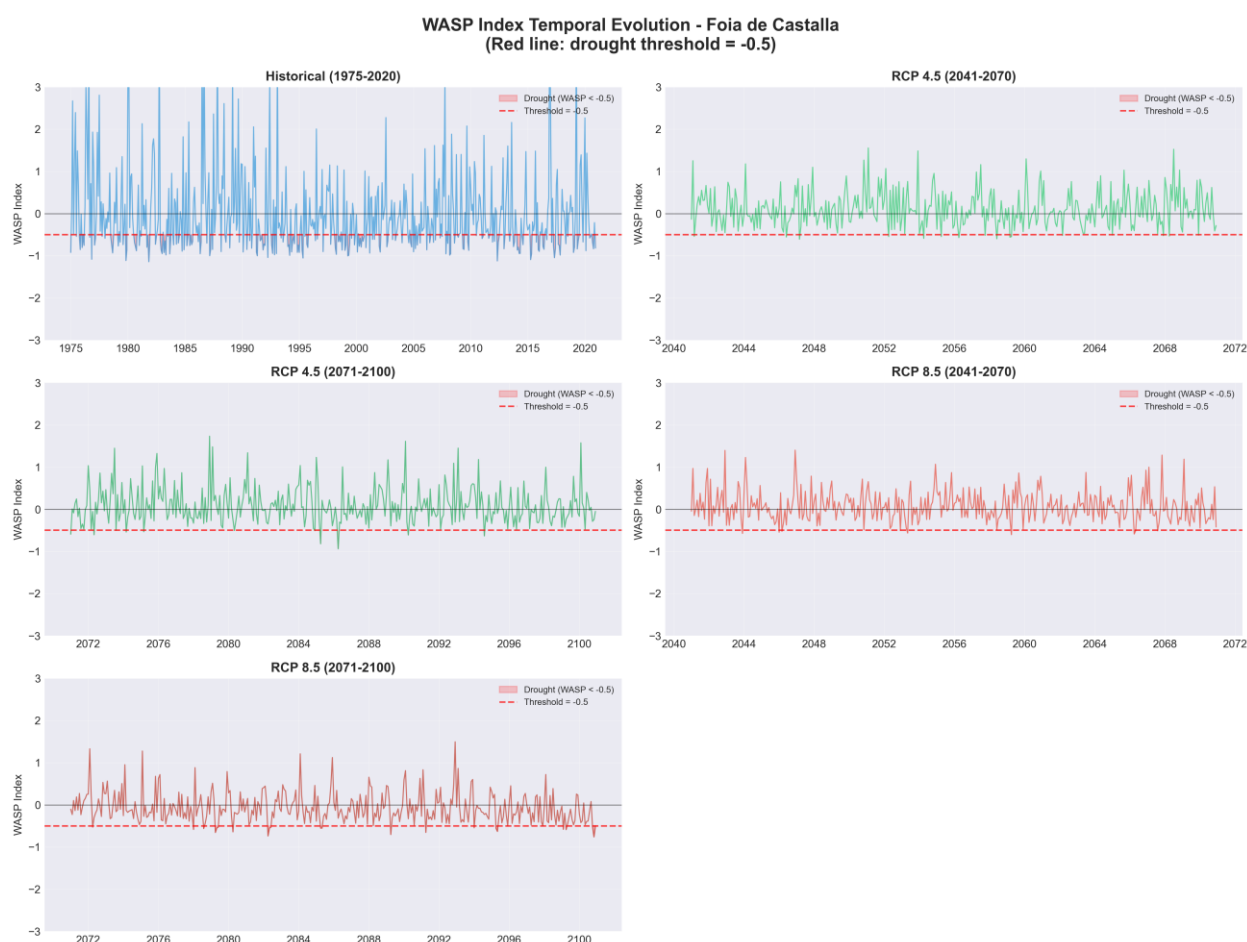 WASP Index Temporal Evolution - Foia de Castalla
(Red line: drought threshold = -0.5)
Historical (1975-2020)
WASP Index
3
2
1
0
−1
−2
−3
1975 1980 1985 1990 1995 2000 2005 2010 2015 2020
Drought (WASP < -0.5)
Threshold = -0.5
RCP 4.5 (2041-2070)
WASP Index
3
2
1
0
−1
−2
−3
2040 2044 2048 2052 2056 2060 2064 2068 2072
Drought (WASP < -0.5)
Threshold = -0.5
RCP 4.5 (2071-2100)
WASP Index
3
2
1
0
−1
−2
−3
2072 2076 2080 2084 2088 2092 2096 2100
Drought (WASP < -0.5)
Threshold = -0.5
RCP 8.5 (2041-2070)
WASP Index
3
2
1
0
−1
−2
−3
2040 2044 2048 2052 2056 2060 2064 2068 2072
Drought (WASP < -0.5)
Threshold = -0.5
RCP 8.5 (2071-2100)
WASP Index
3
2
1
0
−1
−2
−3
2072 2076 2080 2084 2088 2092 2096 2100
Drought (WASP < -0.5)
Threshold = -0.5